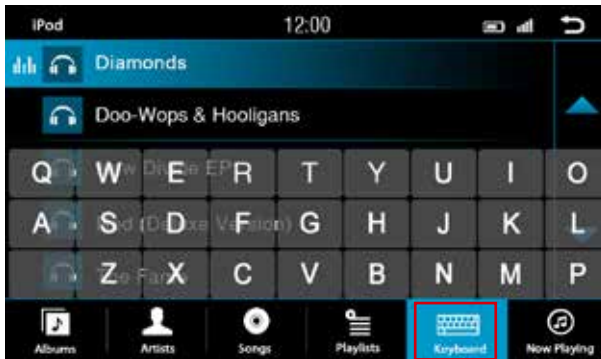 iPod 12:00
Diamonds
Doo-Wops & Hooligans
Q W E R T Y U I O
A S D F G H J K L
Z X C V B N M P
Albums Artists Songs Playlists Keyboard Now Playing